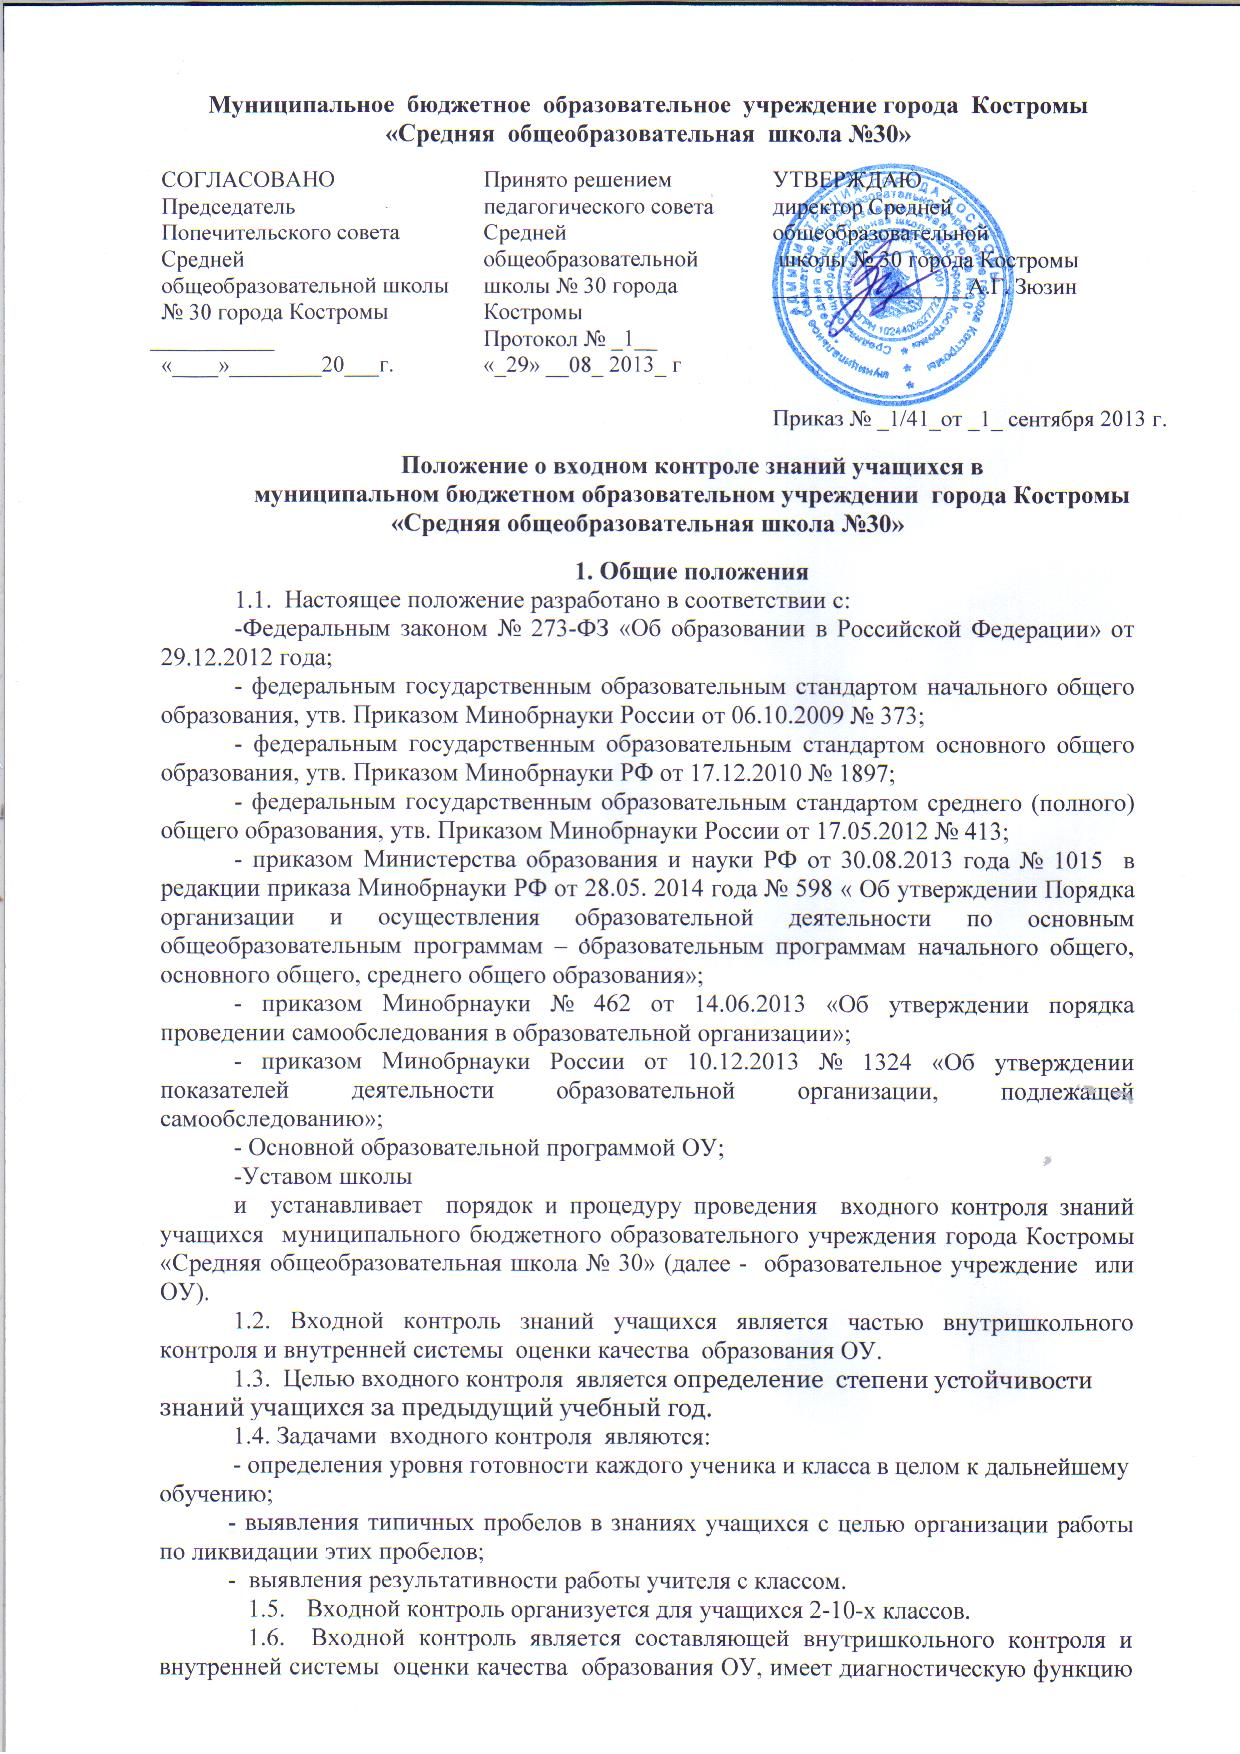 Муниципальное бюджетное образовательное учреждение города Костромы
«Средняя общеобразовательная школа №30»
СОГЛАСОВАНО
Председатель
Попечительского совета
Средней
общеобразовательной школы
№ 30 города Костромы
___________
«____»________20___г.
Принято решением
педагогического совета
Средней
общеобразовательной
школы № 30 города
Костромы
Протокол № _1__
«_29» __08_ 2013_ г
УТВЕРЖДАЮ
директор Средней
общеобразовательной
школы № 30 города Костромы
_________________А.Г. Зюзин
Приказ № _1/41_от _1_ сентября 2013 г.
Положение о входном контроле знаний учащихся в
муниципальном бюджетном образовательном учреждении города Костромы
«Средняя общеобразовательная школа №30»
1. Общие положения
1.1. Настоящее положение разработано в соответствии с:
-Федеральным законом № 273-ФЗ «Об образовании в Российской Федерации» от
29.12.2012 года;
- федеральным государственным образовательным стандартом начального общего
образования, утв. Приказом Минобрнауки России от 06.10.2009 № 373;
- федеральным государственным образовательным стандартом основного общего
образования, утв. Приказом Минобрнауки РФ от 17.12.2010 № 1897;
- федеральным государственным образовательным стандартом среднего (полного)
общего образования, утв. Приказом Минобрнауки России от 17.05.2012 № 413;
- приказом Министерства образования и науки РФ от 30.08.2013 года № 1015 в
редакции приказа Минобрнауки РФ от 28.05. 2014 года № 598 « Об утверждении Порядка
организации и осуществления образовательной деятельности по основным
общеобразовательным программам – образовательным программам начального общего,
основного общего, среднего общего образования»;
- приказом Минобрнауки № 462 от 14.06.2013 «Об утверждении порядка
проведении самообследования в образовательной организации»;
- приказом Минобрнауки России от 10.12.2013 № 1324 «Об утверждении
показателей деятельности образовательной организации, подлежащей
самообследованию»;
- Основной образовательной программой ОУ;
-Уставом школы
и устанавливает порядок и процедуру проведения входного контроля знаний
учащихся муниципального бюджетного образовательного учреждения города Костромы
«Средняя общеобразовательная школа № 30» (далее - образовательное учреждение или
ОУ).
1.2. Входной контроль знаний учащихся является частью внутришкольного
контроля и внутренней системы оценки качества образования ОУ.
1.3. Целью входного контроля является определение степени устойчивости
знаний учащихся за предыдущий учебный год.
1.4. Задачами входного контроля являются:
- определения уровня готовности каждого ученика и класса в целом к дальнейшему
обучению;
- выявления типичных пробелов в знаниях учащихся с целью организации работы
по ликвидации этих пробелов;
- выявления результативности работы учителя с классом.
1.5. Входной контроль организуется для учащихся 2-10-х классов.
1.6. Входной контроль является составляющей внутришкольного контроля и
внутренней системы оценки качества образования ОУ, имеет диагностическую функцию